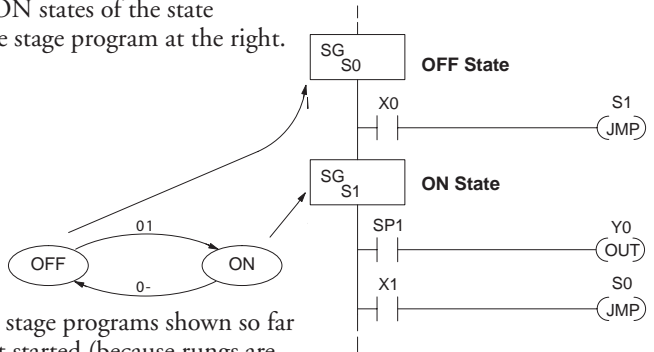 ON states of the state
e stage program at the right.
SG
S0
OFF State
X0
S1
JMP
SG
S1
ON State
SP1
Y0
OUT
X1
S0
JMP
01
OFF
ON
0-
stage programs shown so far
t started (because rungs are